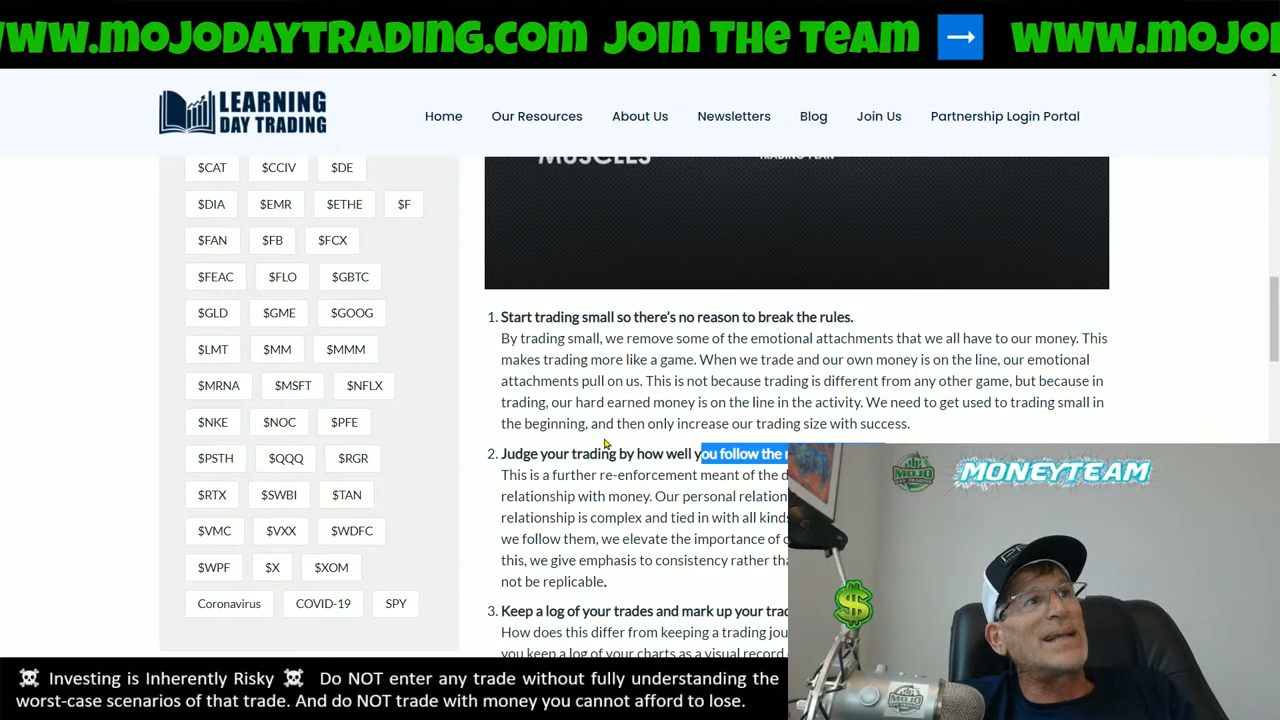 www.mojodaytrading.com Join The Team → www.mojo
LEARNING
DAY TRADING
Home Our Resources About Us Newsletters Blog Join Us Partnership Login Portal
MUSCLES
TRADING PLAN
$CAT $CCIV $DE
$DIA $EMR $ETHE $F
$FAN $FB $FCX
$FEAC $FLO $GBTC
$GLD $GME $GOOG
$LMT $MM $MMM
$MRNA $MSFT $NFLX
$NKE $NOC $PFE
$PSTH $QQQ $RGR
$RTX $SWBI $TAN
$VMC $VXX $WDFC
$WPF $X $XOM
Coronavirus COVID-19 SPY
1. Start trading small so there's no reason to break the rules.
By trading small, we remove some of the emotional attachments that we all have to our money. This
makes trading more like a game. When we trade and our own money is on the line, our emotional
attachments pull on us. This is not because trading is different from any other game, but because in
trading, our hard earned money is on the line in the activity. We need to get used to trading small in
the beginning, and then only increase our trading size with success.
2. Judge your trading by how well you follow the
This is a further re-enforcement meant of the d
relationship with money. Our personal relation
relationship is complex and tied in with all kinds
we follow them, we elevate the importance of
this, we give emphasis to consistency rather tha
not be replicable.
3. Keep a log of your trades and mark up your trad
How does this differ from keeping a trading jou
you keep a log of your charts as a visual record
MOJO
DAY TRADING
MONEYTEAM
$
MOJO
☠ Investing is Inherently Risky ☠ Do NOT enter any trade without fully understanding the
worst-case scenarios of that trade. And do NOT trade with money you cannot afford to lose.